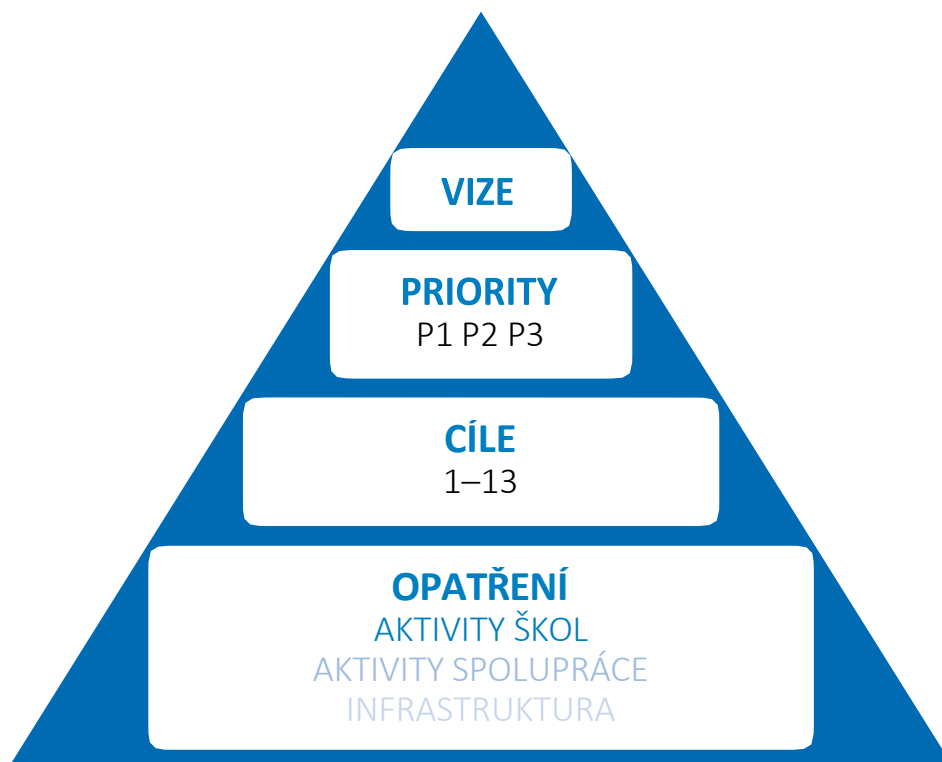 VIZE
PRIORITY
P1 P2 P3
CÍLE
1–13
OPATŘENÍ
AKTIVITY ŠKOL
AKTIVITY SPOLUPRÁCE
INFRASTRUKTURA